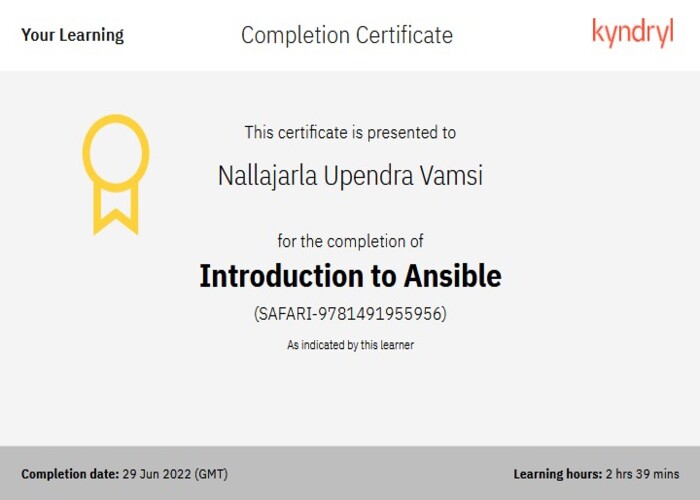 Your Learning
Completion Certificate
kyndryl
This certificate is presented to
Nallajarla Upendra Vamsi
for the completion of
Introduction to Ansible
(SAFARI-9781491955956)
As indicated by this learner
Completion date: 29 Jun 2022 (GMT)
Learning hours: 2 hrs 39 mins